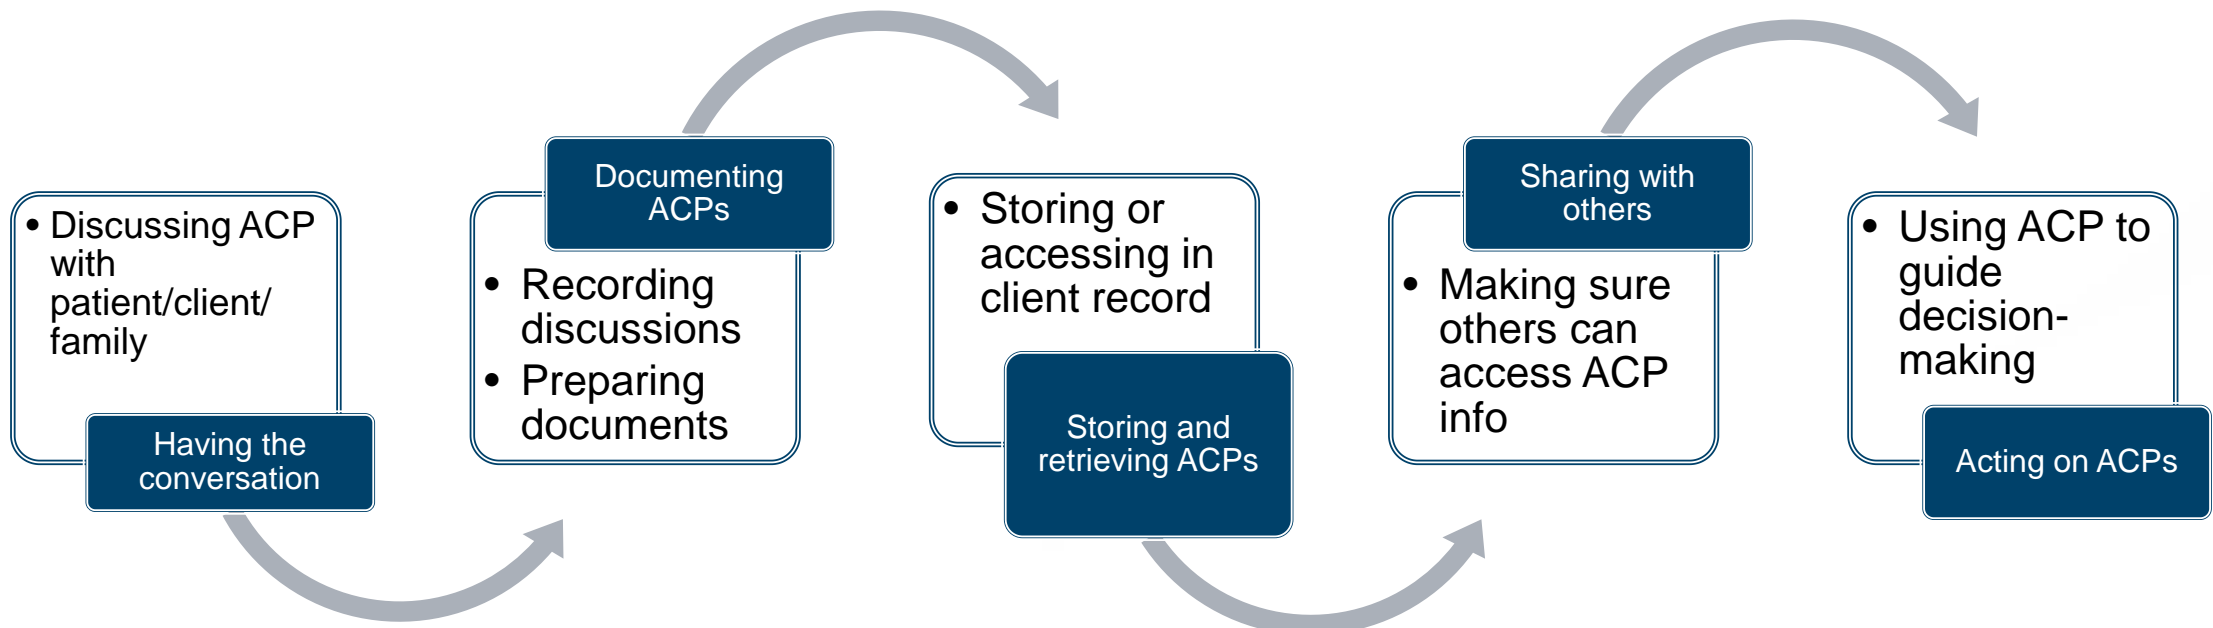 • Discussing ACP
with
patient/client/
family
Having the
conversation
Documenting
ACPs
• Recording
discussions
• Preparing
documents
• Storing or
accessing in
client record
Storing and
retrieving ACPs
Sharing with
others
• Making sure
others can
access ACP
info
• Using ACP to
guide
decision-
making
Acting on ACPs